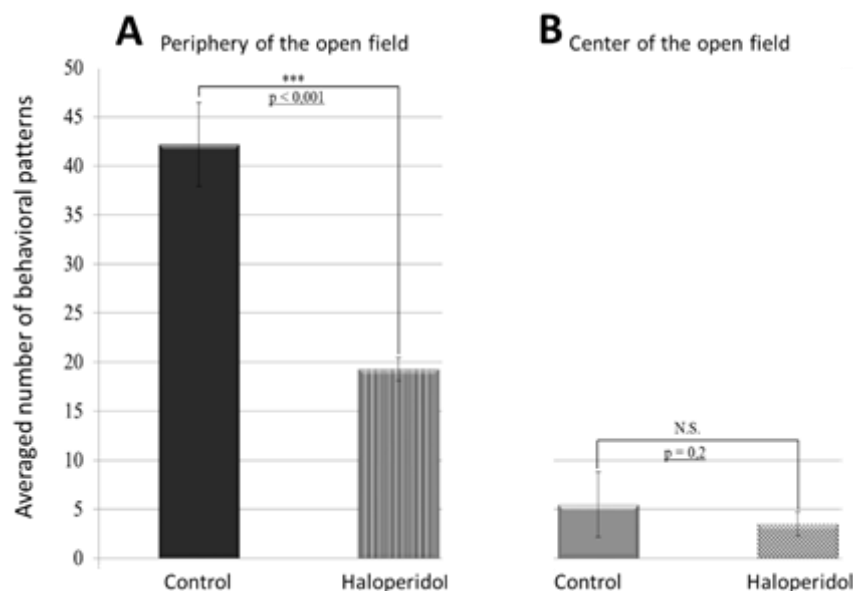 A Periphery of the open field
B Center of the open field
Averaged number of behavioral patterns
50
45
40
35
30
25
20
15
10
5
0
***
p < 0,001
N.S.
p = 0,2
Control
Haloperidol
Control
Haloperidol